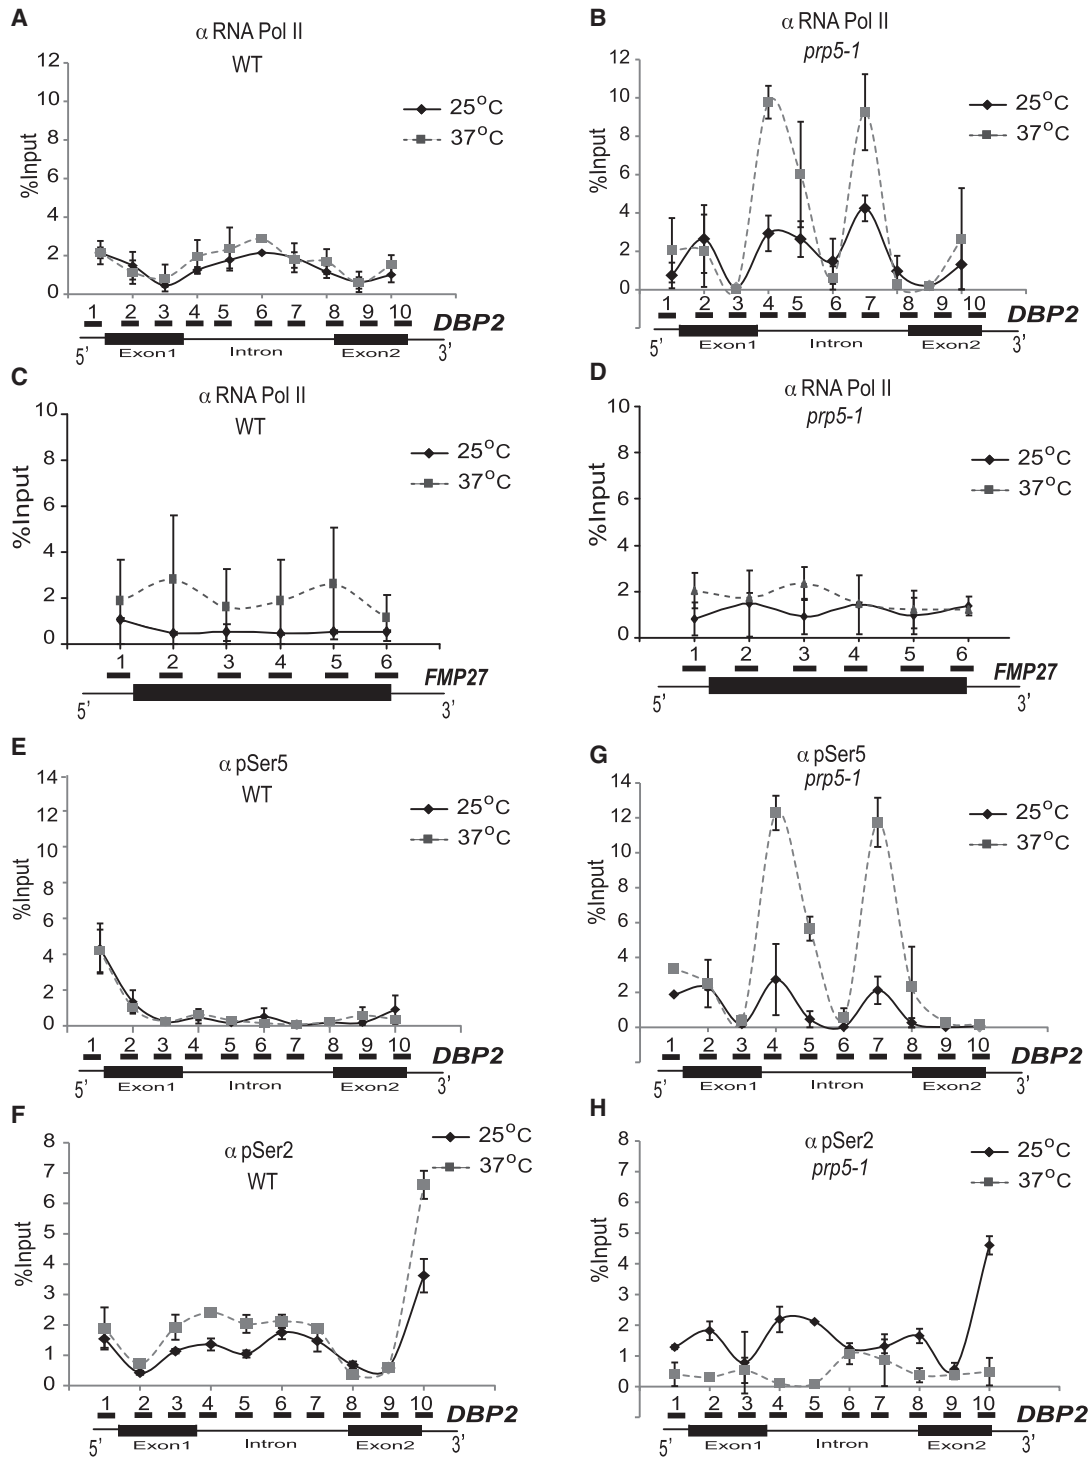 A
α RNA Pol II
WT
12
10
8
6
4
2
0
%Input
25°C
37°C
1 2 3 4 5 6 7 8 9 10
DBP2
5' Exon1 Intron Exon2 3'
B
α RNA Pol II
prp5-1
12
10
8
6
4
2
0
%Input
25°C
37°C
1 2 3 4 5 6 7 8 9 10
DBP2
5' Exon1 Intron Exon2 3'
C
α RNA Pol II
WT
10
8
6
4
2
0
%Input
25°C
37°C
1 2 3 4 5 6
FMP27
5' 3'
D
α RNA Pol II
prp5-1
10
8
6
4
2
0
%Input
25°C
37°C
1 2 3 4 5 6
FMP27
5' 3'
E
α pSer5
WT
14
12
10
8
6
4
2
0
%Input
25°C
37°C
1 2 3 4 5 6 7 8 9 10
DBP2
5' Exon1 Intron Exon2 3'
G
α pSer5
prp5-1
14
12
10
8
6
4
2
0
%Input
25°C
37°C
1 2 3 4 5 6 7 8 9 10
DBP2
5' Exon1 Intron Exon2 3'
F
α pSer2
WT
8
7
6
5
4
3
2
1
0
%Input
25°C
37°C
1 2 3 4 5 6 7 8 9 10
DBP2
5' Exon1 Intron Exon2 3'
H
α pSer2
prp5-1
8
7
6
5
4
3
2
1
0
%Input
25°C
37°C
1 2 3 4 5 6 7 8 9 10
DBP2
5' Exon1 Intron Exon2 3'